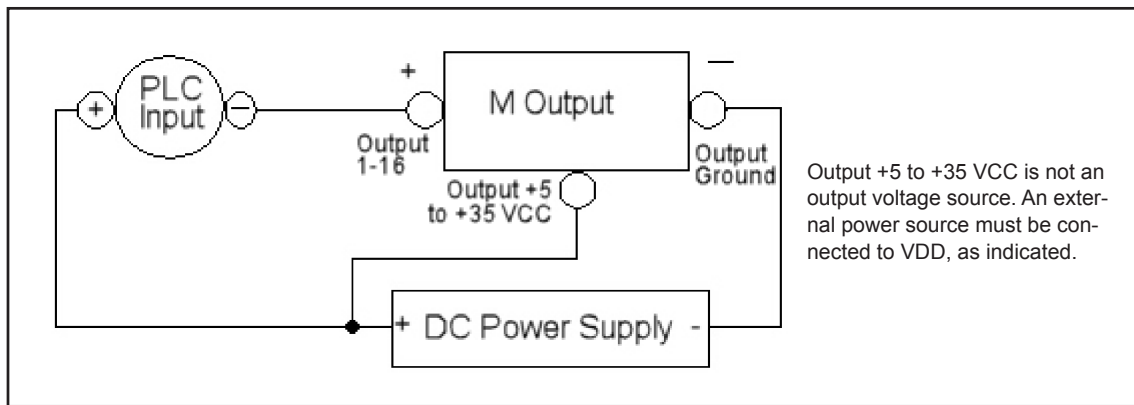 +
PLC
Input
−
+
Output
1-16
M Output
—
Output
Ground
Output +5
to +35 VCC
+ DC Power Supply -
Output +5 to +35 VCC is not an
output voltage source. An exter-
nal power source must be con-
nected to VDD, as indicated.